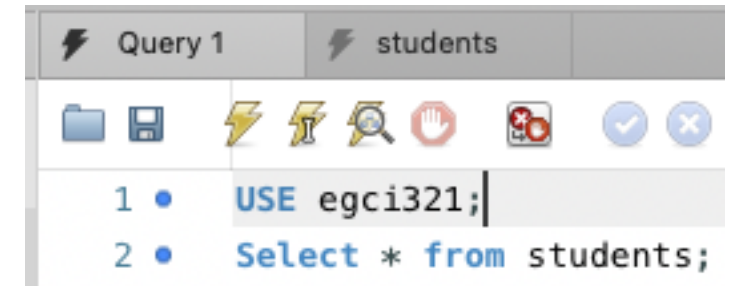 Query 1 students
1 USE egci321;
2 Select * from students;